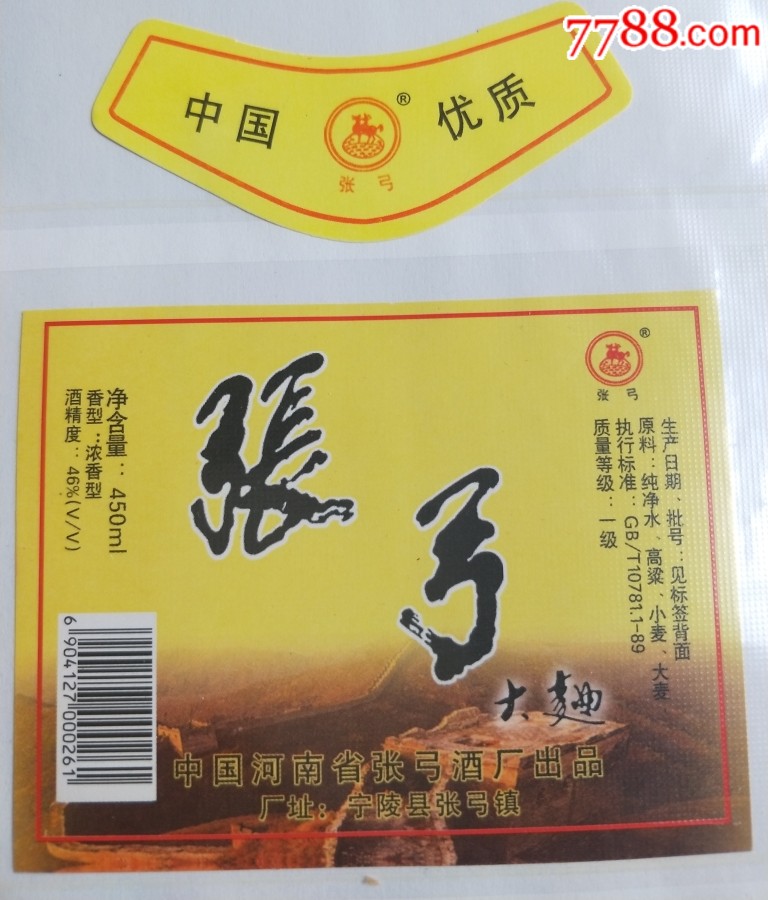 7788.com
中国
®
优质
张弓
張弓
大麯
®
张弓
净含量：450ml
香型：浓香型
酒精度：46%(V/V)
生产日期、批号：见标签背面
原料：纯净水、高粱、小麦、大麦
执行标准：GB/T10781.1-89
质量等级：一级
6904127000261
中国河南省张弓酒厂出品
厂址：宁陵县张弓镇